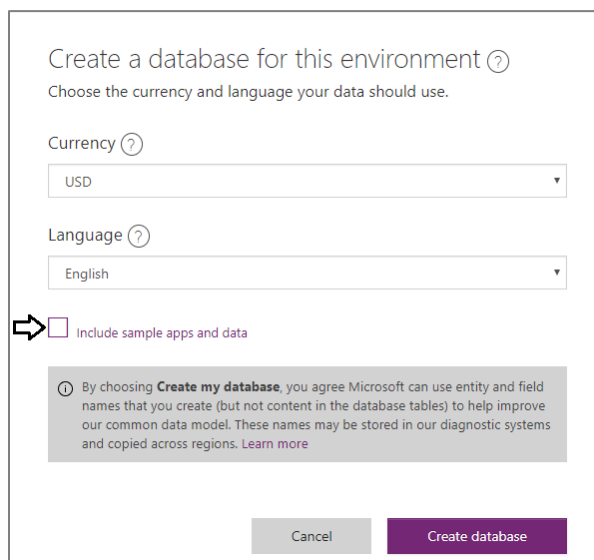 Create a database for this environment ?
Choose the currency and language your data should use.
Currency ?
USD
Language ?
English
Include sample apps and data
By choosing Create my database, you agree Microsoft can use entity and field
names that you create (but not content in the database tables) to help improve
our common data model. These names may be stored in our diagnostic systems
and copied across regions. Learn more
Cancel
Create database